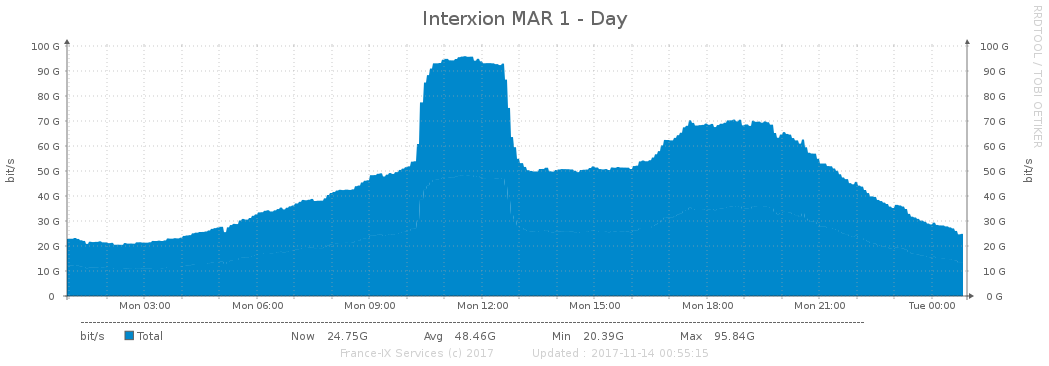 Interxion MAR 1 - Day
RRDTOOL / TOBI OETIKER
bit/s
bit/s
100 G 100 G
90 G 90 G
80 G 80 G
70 G 70 G
60 G 60 G
50 G 50 G
40 G 40 G
30 G 30 G
20 G 20 G
10 G 10 G
0 0 G
Mon 03:00 Mon 06:00 Mon 09:00 Mon 12:00 Mon 15:00 Mon 18:00 Mon 21:00 Tue 00:00
bit/s Total Now 24.75G Avg 48.46G Min 20.39G Max 95.84G
France-IX Services (c) 2017 Updated : 2017-11-14 00:55:15